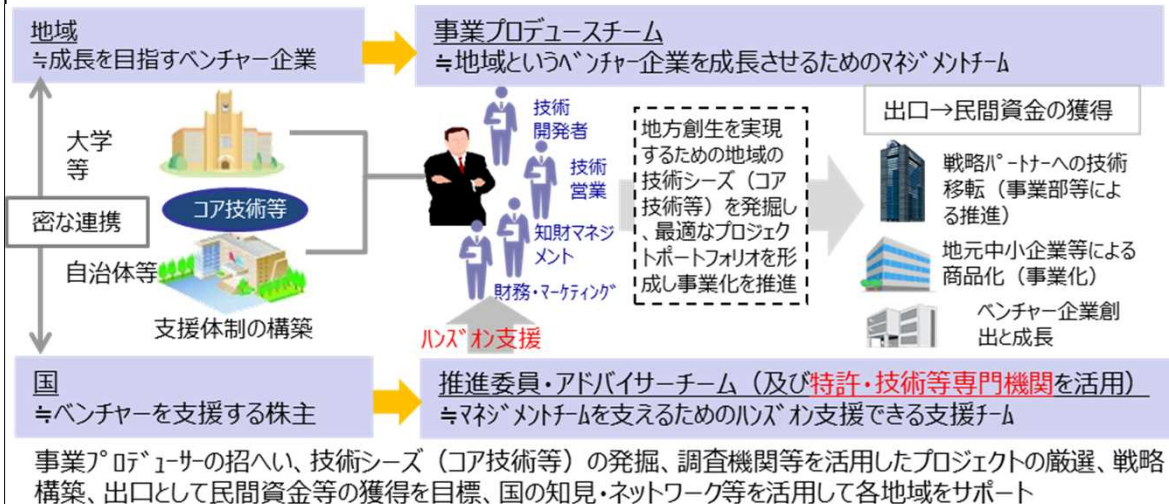 地域
≒成長を目指すベンチャー企業
事業プロデュースチーム
≒地域というベンチャー企業を成長させるためのマネジメントチーム
大学
等
コア技術等
密な連携
自治体等
支援体制の構築
技術
開発者
技術
営業
知財マネジ
メント
財務・マーケティング
ハンズオン支援
地方創生を実現
するための地域の
技術シーズ(コア
技術等)を発掘し
、最適なプロジェク
トポートフォリオを形
成し事業化を推進
出口→民間資金の獲得
戦略パートナーへの技術
移転(事業部等によ
る推進)
地元中小企業等による
商品化(事業化)
ベンチャー企業創
出と成長
国
≒ベンチャーを支援する株主
推進委員・アドバイサーチーム(及び特許・技術等専門機関を活用)
≒マネジメントチームを支えるためのハンズオン支援できる支援チーム
事業プロデューサーの招へい、技術シーズ(コア技術等)の発掘、調査機関等を活用したプロジェクトの厳選、戦略
構築、出口として民間資金等の獲得を目標、国の知見・ネットワーク等を活用して各地域をサポート